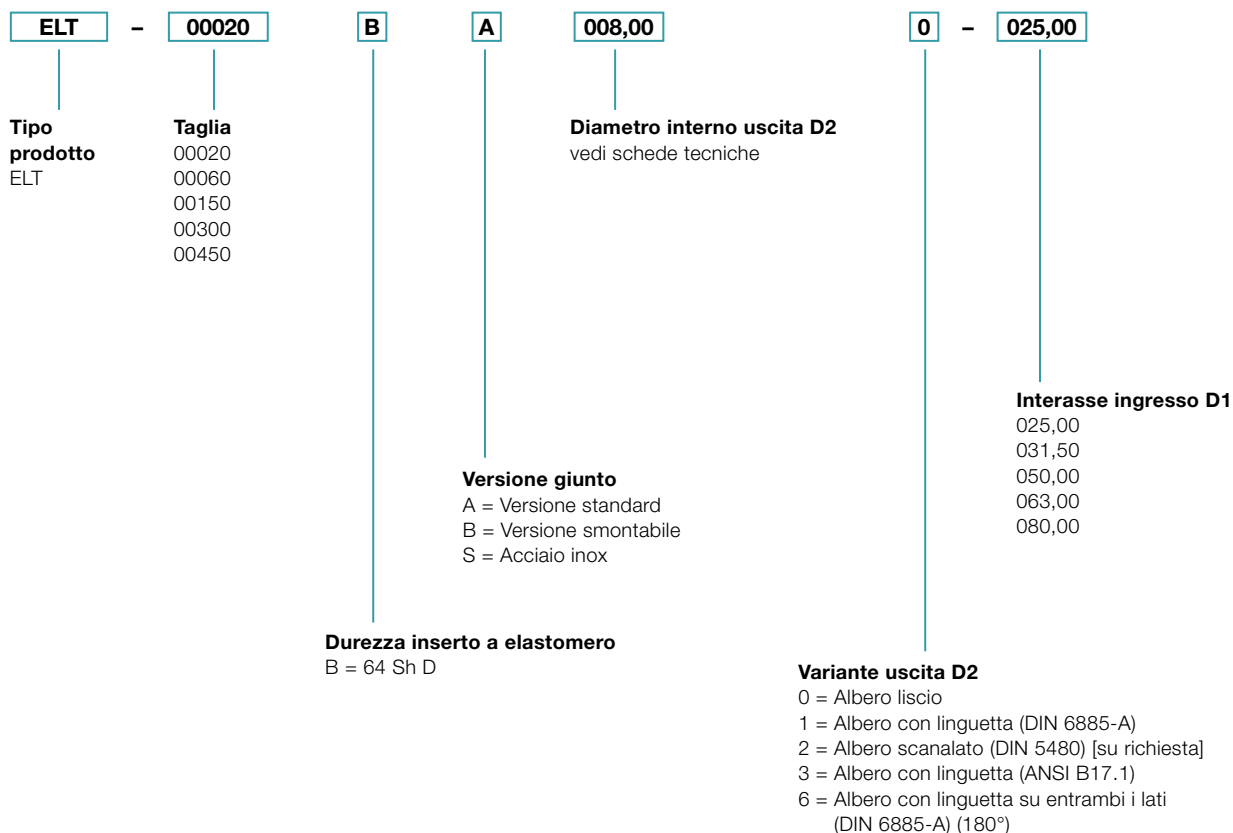 ELT – 00020 B A 008,00 0 – 025,00
Tipo
prodotto
ELT
Taglia
00020
00060
00150
00300
00450
Diametro interno uscita D2
vedi schede tecniche
Interasse ingresso D1
025,00
031,50
050,00
063,00
080,00
Versione giunto
A = Versione standard
B = Versione smontabile
S = Acciaio inox
Durezza inserto a elastomero
B = 64 Sh D
Variante uscita D2
0 = Albero liscio
1 = Albero con linguetta (DIN 6885-A)
2 = Albero scanalato (DIN 5480) [su richiesta]
3 = Albero con linguetta (ANSI B17.1)
6 = Albero con linguetta su entrambi i lati
(DIN 6885-A) (180°)